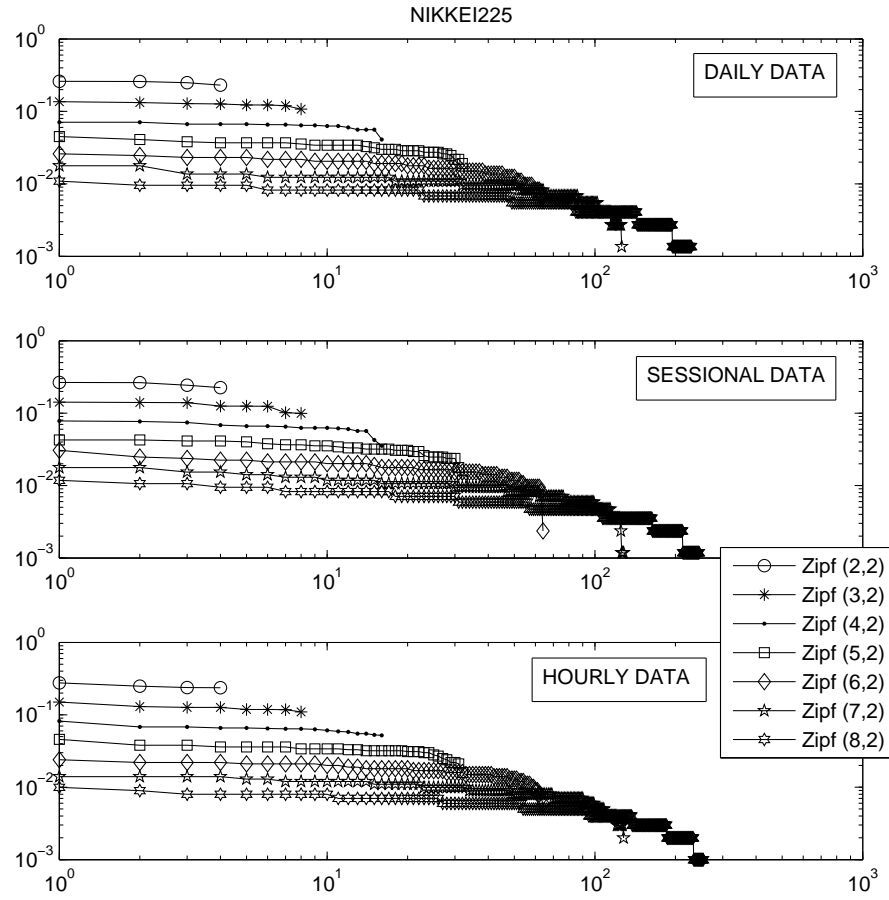 NIKKEI225
10^0
10^-1
10^-2
10^-3
DAILY DATA
10^0 10^1 10^2 10^3
10^0
10^-1
10^-2
10^-3
SESSIONAL DATA
10^0 10^1 10^2
10^0
10^-1
10^-2
10^-3
HOURLY DATA
10^0 10^1 10^2 10^3
Zipf (2,2)
Zipf (3,2)
Zipf (4,2)
Zipf (5,2)
Zipf (6,2)
Zipf (7,2)
Zipf (8,2)